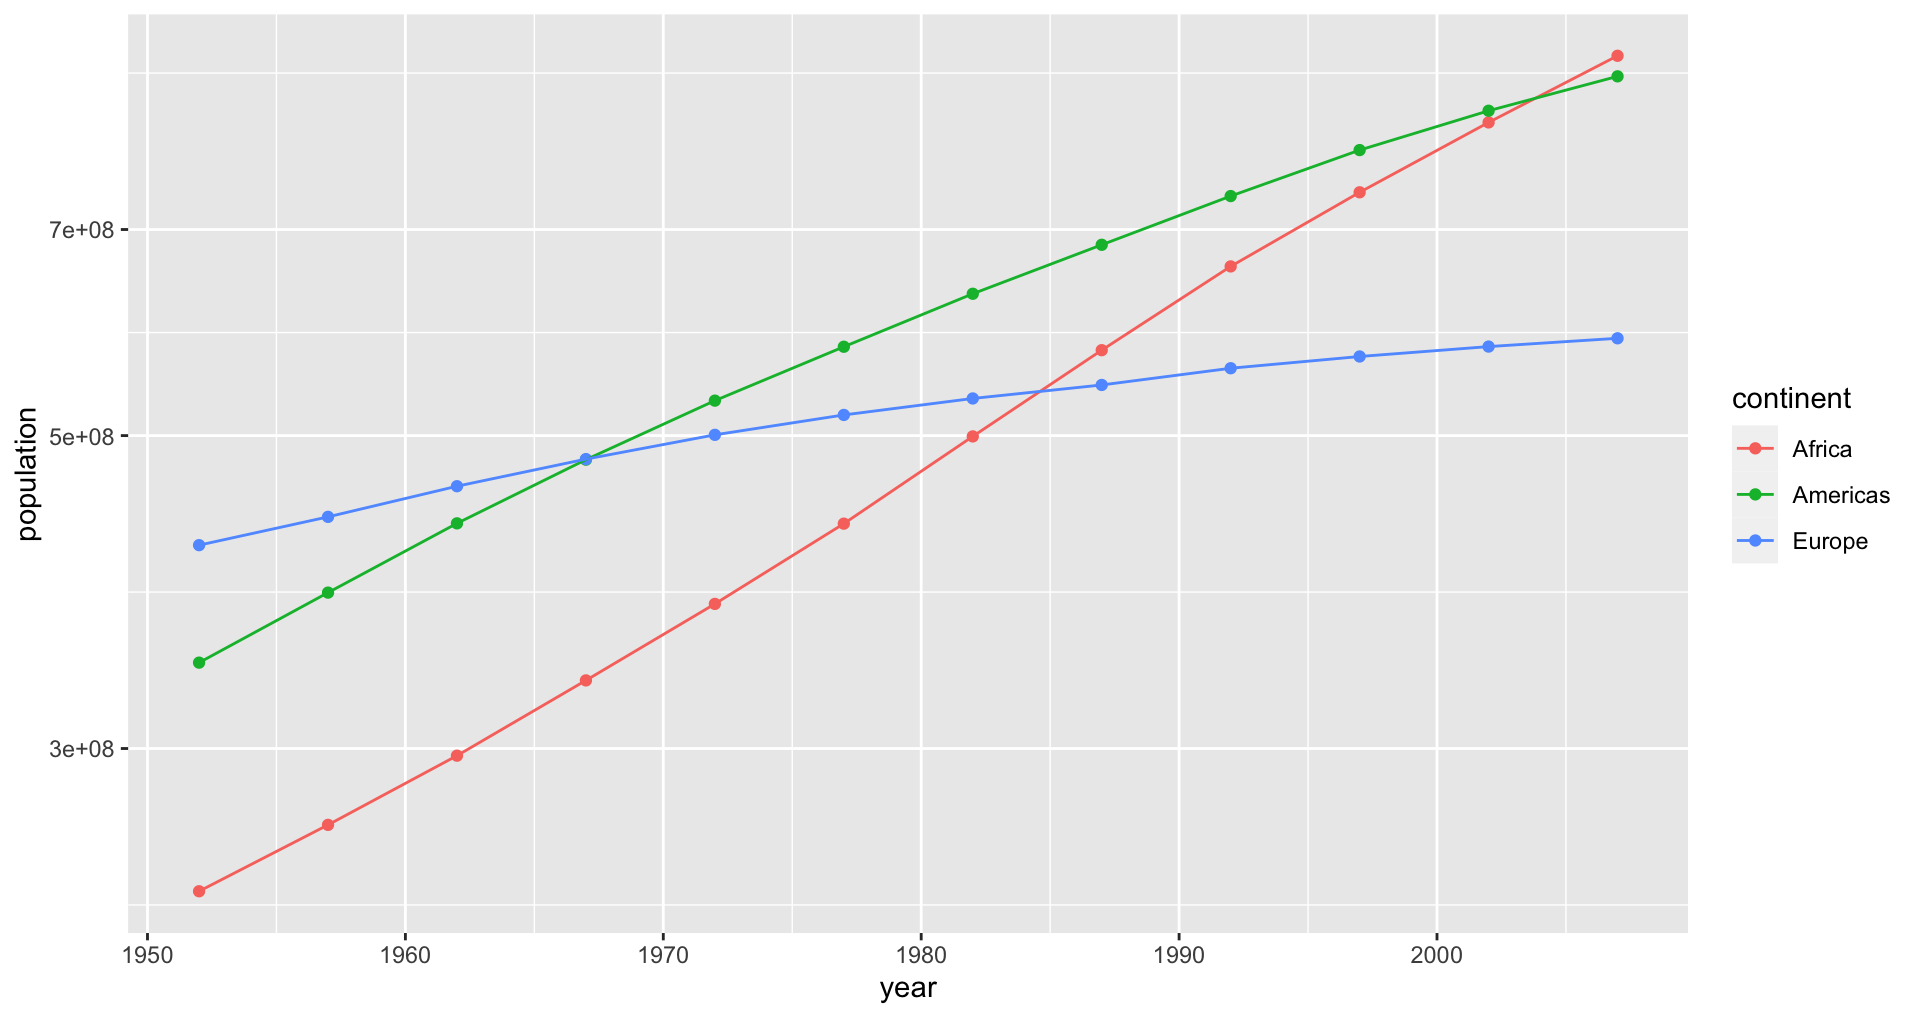 7e+08
5e+08
3e+08
population
1950 1960 1970 1980 1990 2000
year
continent
Africa
Americas
Europe